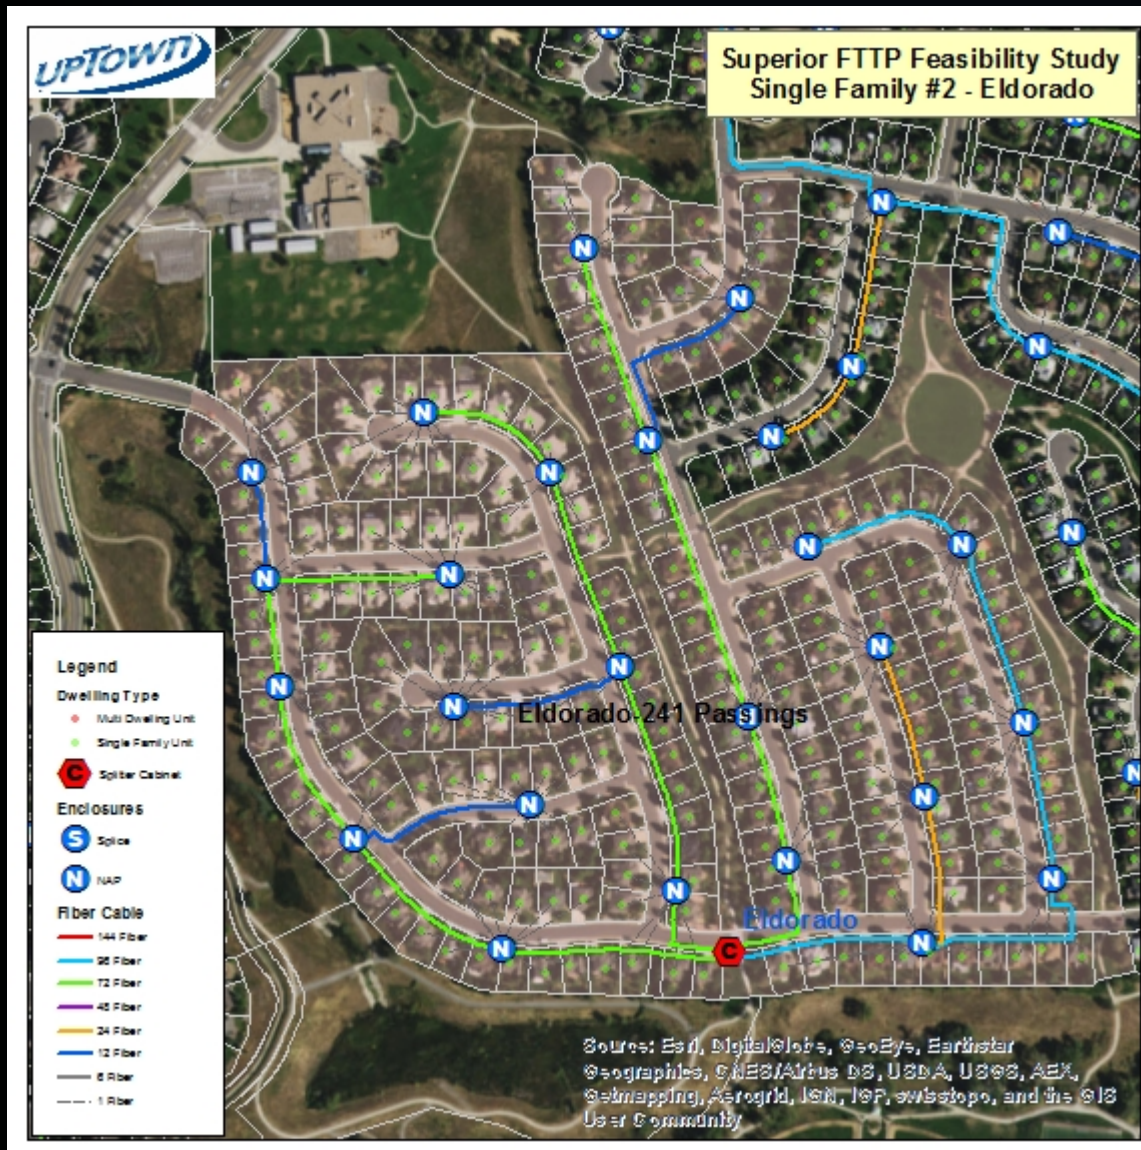 UPTOWN
Superior FTTP Feasibility Study
Single Family #2 - Eldorado
Eldorado-241 Passings
Eldorado
Legend
Dwelling Type
Multi Dwelling Unit
Single Family Unit
C Splitter Cabinet
Enclosures
S Splice
N NAP
Fiber Cable
144 Fiber
96 Fiber
72 Fiber
48 Fiber
24 Fiber
12 Fiber
6 Fiber
1 Fiber
Source: Esri, DigitalGlobe, GeoEye, Earthstar
Geographics, CNES/Airbus DS, USDA, USGS, AEX,
Getmapping, Aerogrid, IGN, IGP, swisstopo, and the GIS
User Community